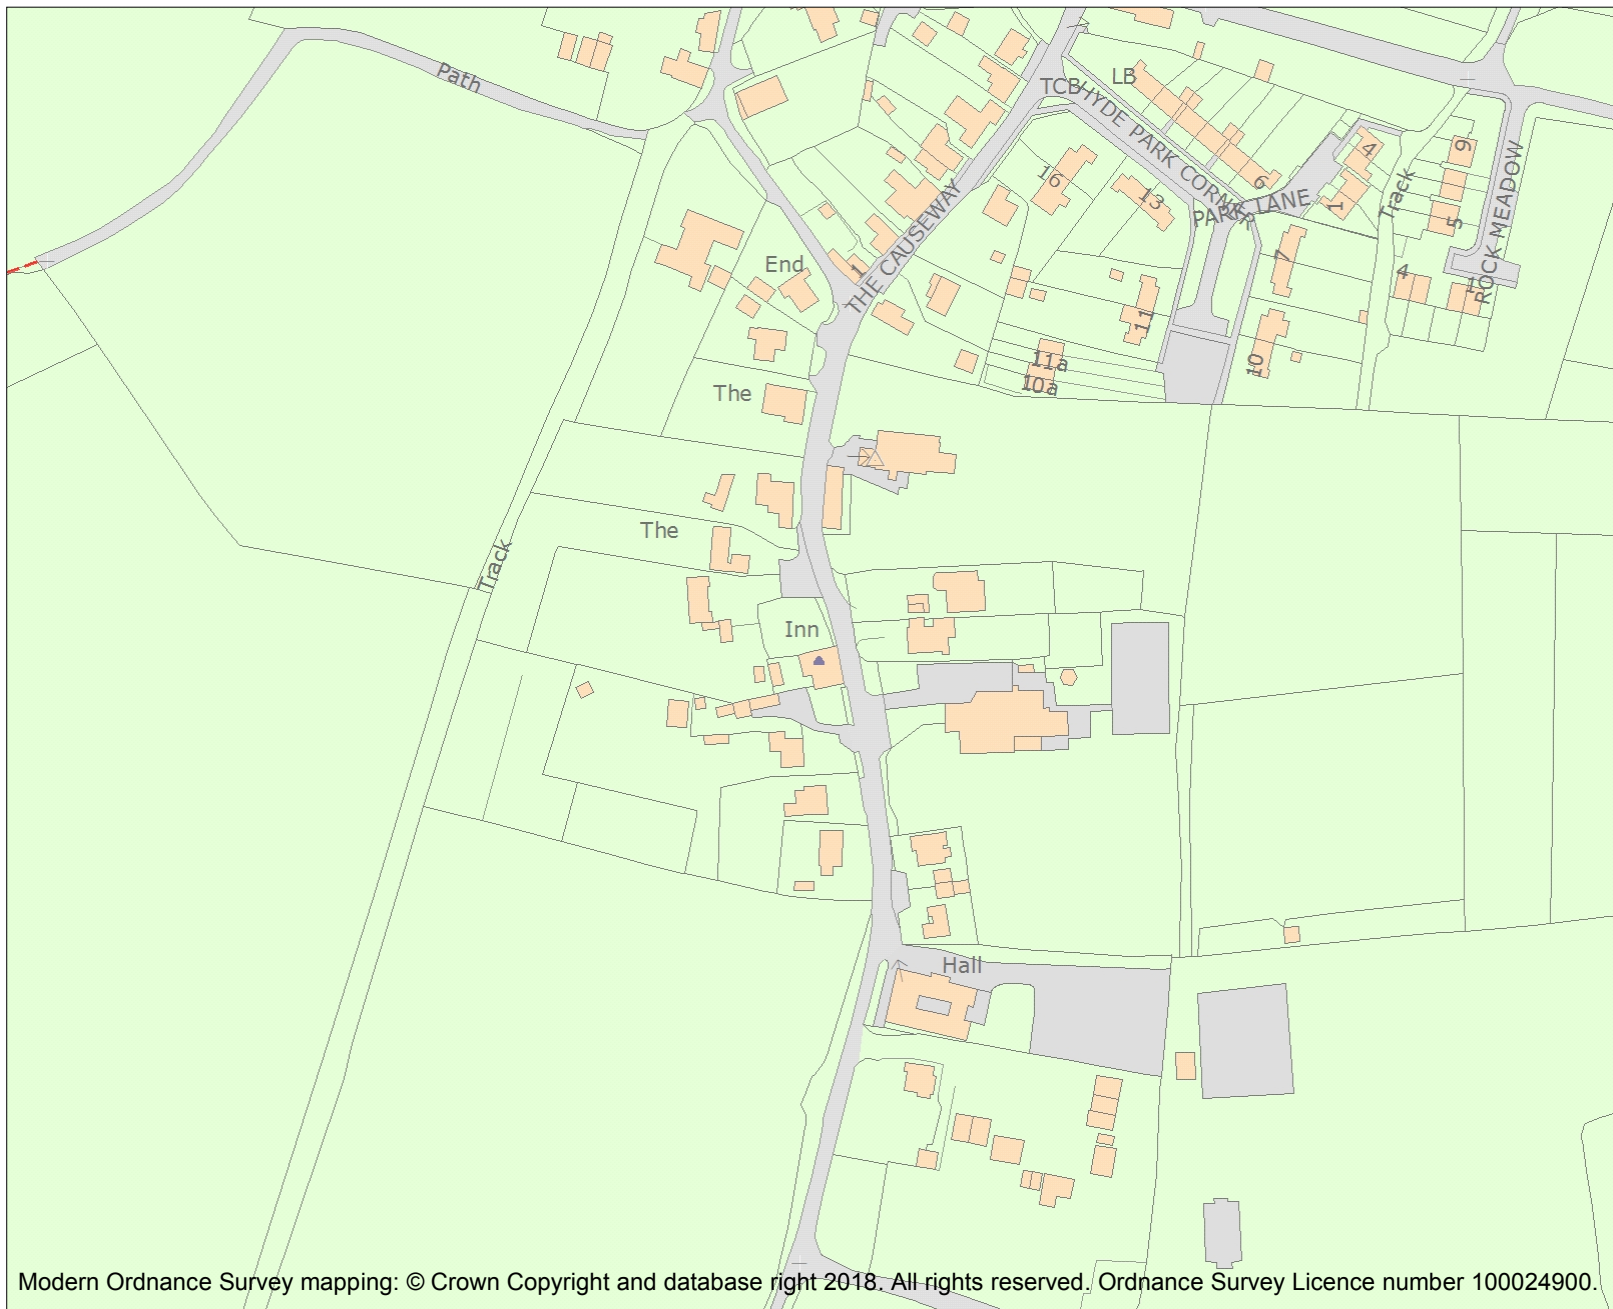 Path
TCB
LB
HYDE PARK CORNER
PARK LANE
16
13
6
4
1
Track
9
5
ROCK MEADOW
4
1
7
10
11
11a
10a
End
1
THE CAUSEWAY
The
The
Track
Inn
Hall
Modern Ordnance Survey mapping: © Crown Copyright and database right 2018. All rights reserved. Ordnance Survey Licence number 100024900.